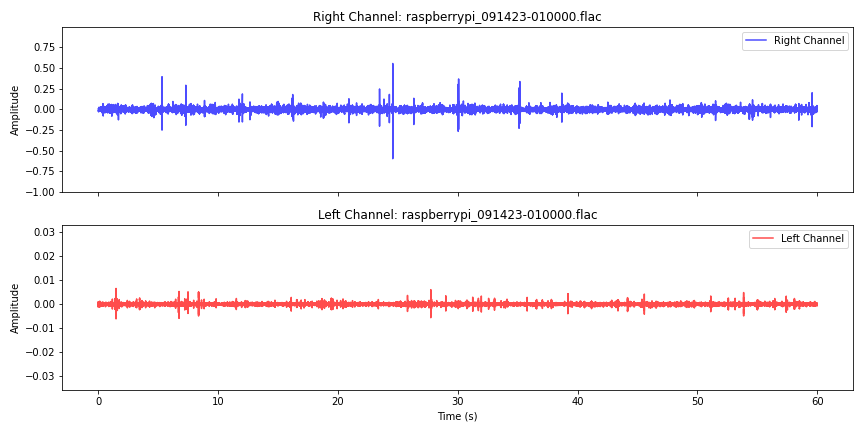 Right Channel: raspberrypi_091423-010000.flac
Right Channel
Amplitude
0.75
0.50
0.25
0.00
−0.25
−0.50
−0.75
−1.00
Left Channel: raspberrypi_091423-010000.flac
Left Channel
Amplitude
0.03
0.02
0.01
0.00
−0.01
−0.02
−0.03
0 10 20 30 40 50 60
Time (s)